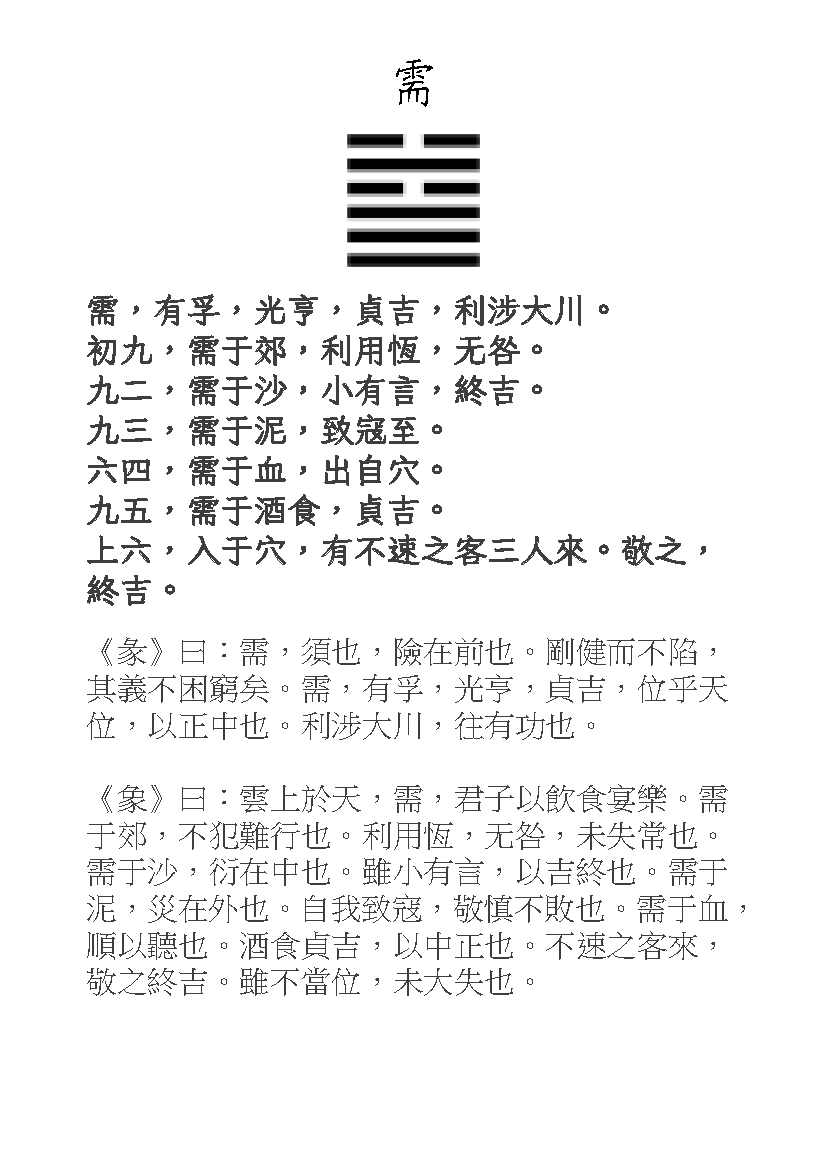 需
需，有孚，光亨，貞吉，利涉大川。
初九，需于郊，利用恆，无咎。
九二，需于沙，小有言，終吉。
九三，需于泥，致寇至。
六四，需于血，出自穴。
九五，需于酒食，貞吉。
上六，入于穴，有不速之客三人來。敬之，
終吉。
《彖》曰：需，須也，險在前也。剛健而不陷，
其義不困窮矣。需，有孚，光亨，貞吉，位乎天
位，以正中也。利涉大川，往有功也。
《象》曰：雲上於天，需，君子以飲食宴樂。需
于郊，不犯難行也。利用恆，无咎，未失常也。
需于沙，衍在中也。雖小有言，以吉終也。需于
泥，災在外也。自我致寇，敬慎不敗也。需于血，
順以聽也。酒食貞吉，以中正也。不速之客來，
敬之終吉。雖不當位，未大失也。